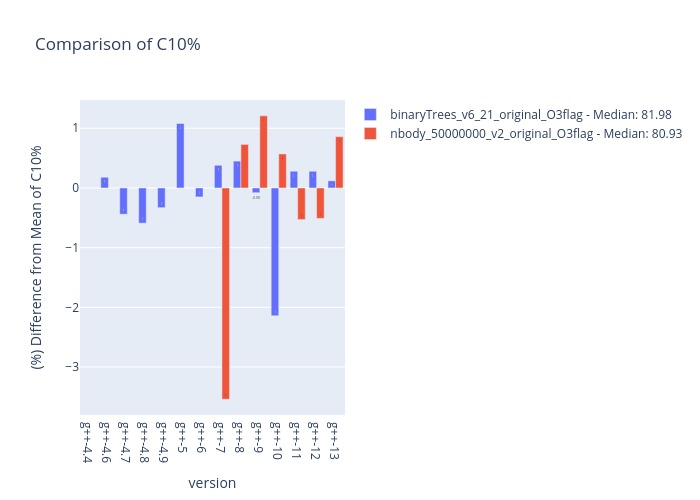 Comparison of C10%
binaryTrees_v6_21_original_O3flag - Median: 81.98
nbody_50000000_v2_original_O3flag - Median: 80.93
(%) Difference from Mean of C10%
1
0
−1
−2
−3
g++-4.4
g++-4.6
g++-4.7
g++-4.8
g++-4.9
g++-5
g++-6
g++-7
g++-8
g++-9
g++-10
g++-11
g++-12
g++-13
version